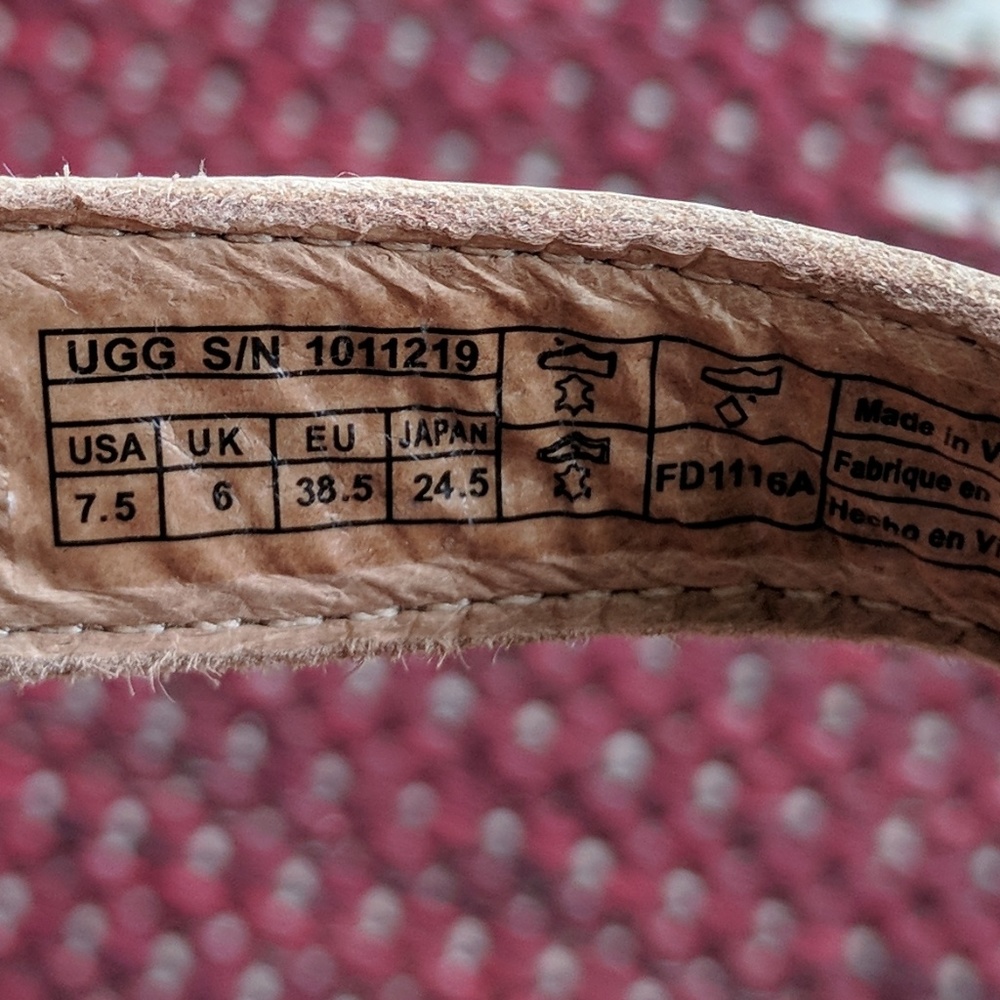 UGG S/N 1011219
USA UK EU JAPAN
7.5 6 38.5 24.5
FD1116A
Made in V
Fabrique en
Hecho en Vi